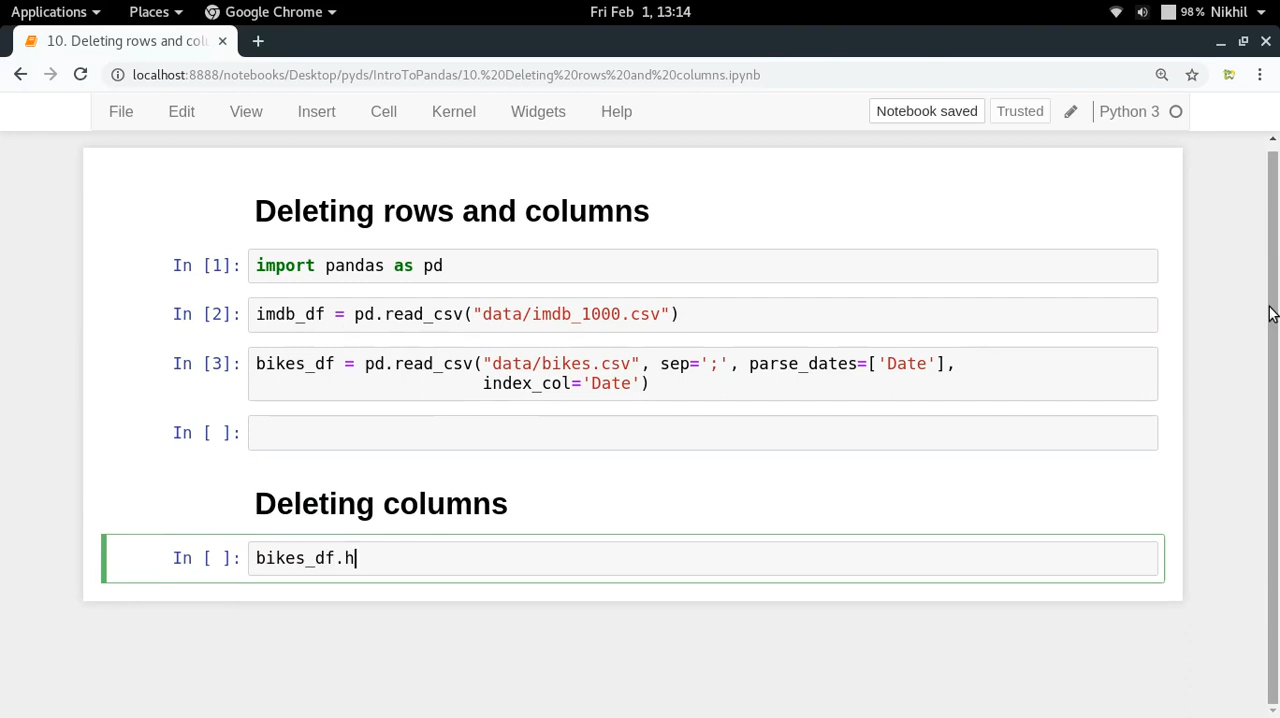 Applications Places Google Chrome Fri Feb 1, 13:14 98% Nikhil
10. Deleting rows and col
localhost:8888/notebooks/Desktop/pyds/IntroToPandas/10.%20Deleting%20rows%20and%20columns.ipynb
File Edit View Insert Cell Kernel Widgets Help Notebook saved Trusted Python 3
Deleting rows and columns
In [1]: import pandas as pd
In [2]: imdb_df = pd.read_csv("data/imdb_1000.csv")
In [3]: bikes_df = pd.read_csv("data/bikes.csv", sep=';', parse_dates=['Date'],
index_col='Date')
In [ ]:
Deleting columns
In [ ]: bikes_df.h